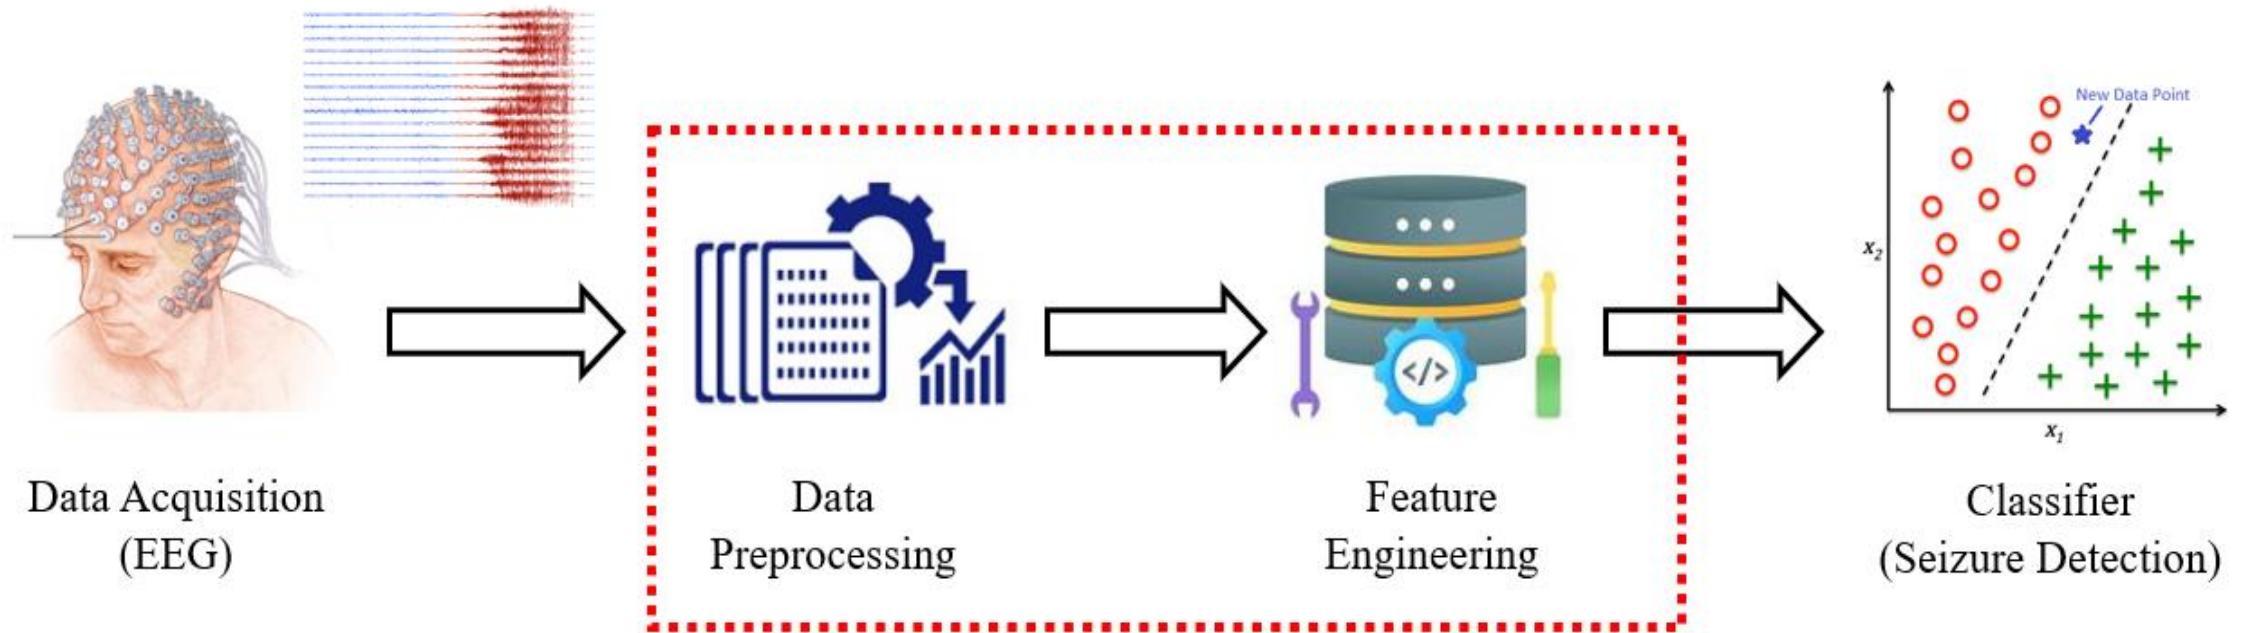 New Data Point
x2
x1
</>
Data Acquisition
(EEG)
Data
Preprocessing
Feature
Engineering
Classifier
(Seizure Detection)